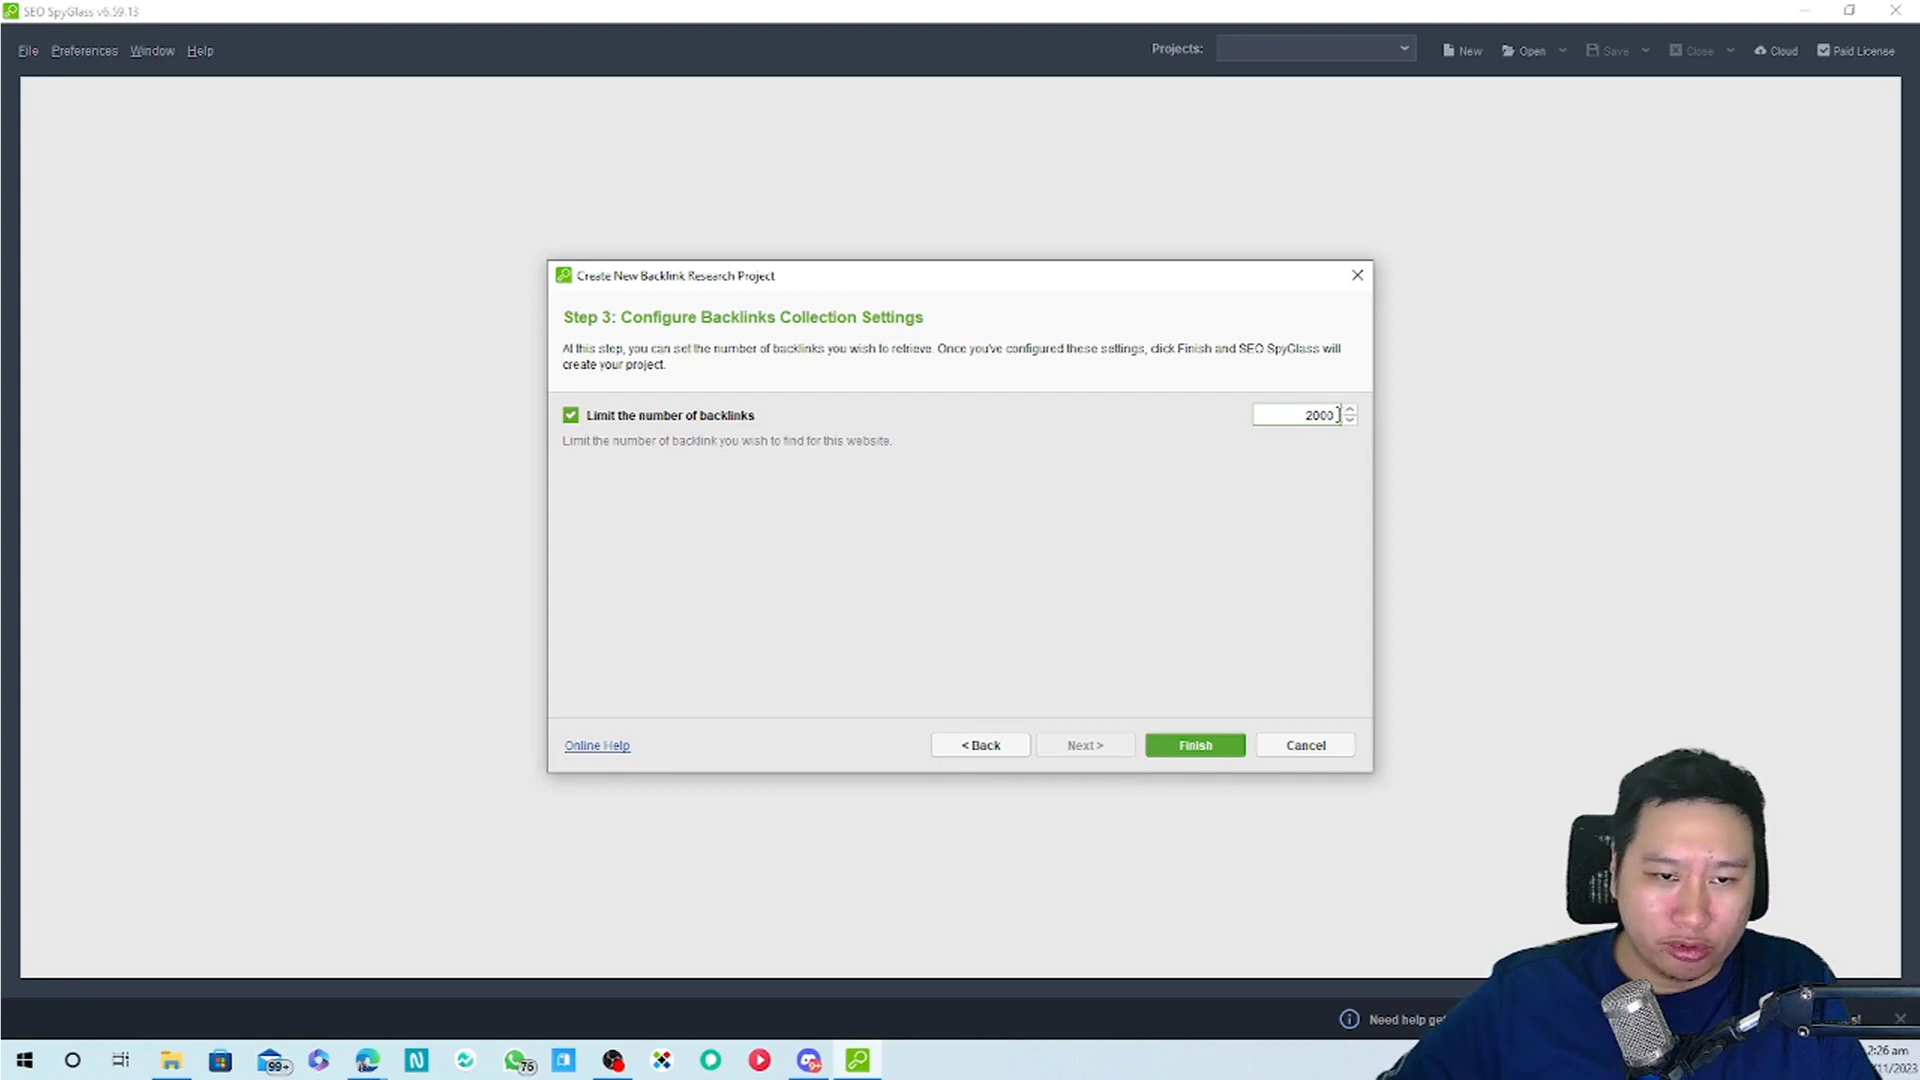 SEO SpyGlass v6.59.13
File Preferences Window Help
Projects:
New Open Save Close Cloud Paid License
Create New Backlink Research Project
Step 3: Configure Backlinks Collection Settings
At this step, you can set the number of backlinks you wish to retrieve. Once you've configured these settings, click Finish and SEO SpyGlass will
create your project.
Limit the number of backlinks
2000
Limit the number of backlink you wish to find for this website.
Online Help
< Back
Next >
Finish
Cancel
Need help
99+
76
2:26 am
11/2023